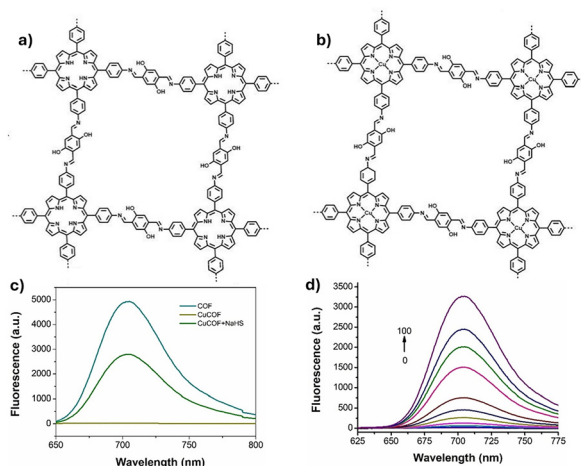 a)
b)
NH
N
N
HN
OH
HO
N
N
Cu
c)
d)
Fluorescence (a.u.)
5000
4000
3000
2000
1000
0
COF
CuCOF
CuCOF+NaHS
650
700
750
800
Wavelength (nm)
Fluorescence (a.u.)
3500
3000
2500
2000
1500
1000
500
0
100
0
625
650
675
700
725
750
775
Wavelength (nm)